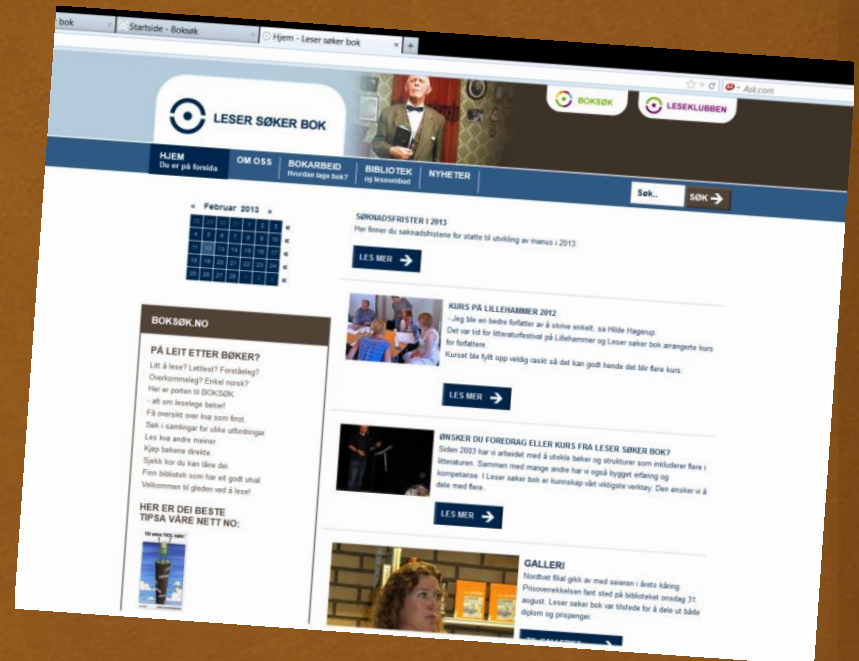 bok
Startside - Boksøk
Hjem - Leser søker bok
Ask.com
LESER SØKER BOK
BOKSØK
LESEKLUBBEN
HJEM
Du er på forsida
OM OSS
BOKARBEID
Hvordan lage bok?
BIBLIOTEK
og leseombud
NYHETER
Søk..
SØK
« Februar 2013 »
BOKSØK.NO
PÅ LEIT ETTER BØKER?
Litt å lese? Lettlest? Forståeleg?
Overkommeleg? Enkel norsk?
Her er porten til BOKSØK
- alt om leselege bøker!
Få oversikt over kva som finst.
Søk i samlingar for ulike utfordringar
Les kva andre meiner.
Kjøp bøkene direkte.
Sjekk kor du kan låne dei.
Finn bibliotek som har eit godt utval.
Velkommen til gleden ved å lese!
HER ER DEI BESTE
TIPSA VÅRE NETT NO:
SØKNADSFRISTER I 2013
Her finner du søknadsfristene for støtte til utvikling av manus i 2013.
LES MER
KURS PÅ LILLEHAMMER 2012
- Jeg ble en bedre forfatter av å skrive enkelt, sa Hilde Hagerup.
Det var tid for litteraturfestival på Lillehammer og Leser søker bok arrangerte kurs
for forfattere.
Kurset ble fylt opp veldig raskt så det kan godt hende det blir flere kurs.
LES MER
ØNSKER DU FOREDRAG ELLER KURS FRA LESER SØKER BOK?
Siden 2003 har vi arbeidet med å utvikle bøker og strukturer som inkluderer flere i
litteraturen. Sammen med mange andre har vi også bygget erfaring og
kompetanse. I Leser søker bok er kunnskap vårt viktigste verktøy. Den ønsker vi å
dele med flere.
LES MER
GALLERI
Nordtvet filial gikk av med seieren i årets kåring.
Prisoverrekkelsen fant sted på biblioteket onsdag 31.
august. Leser søker bok var tilstede for å dele ut både
diplom og prispenger.